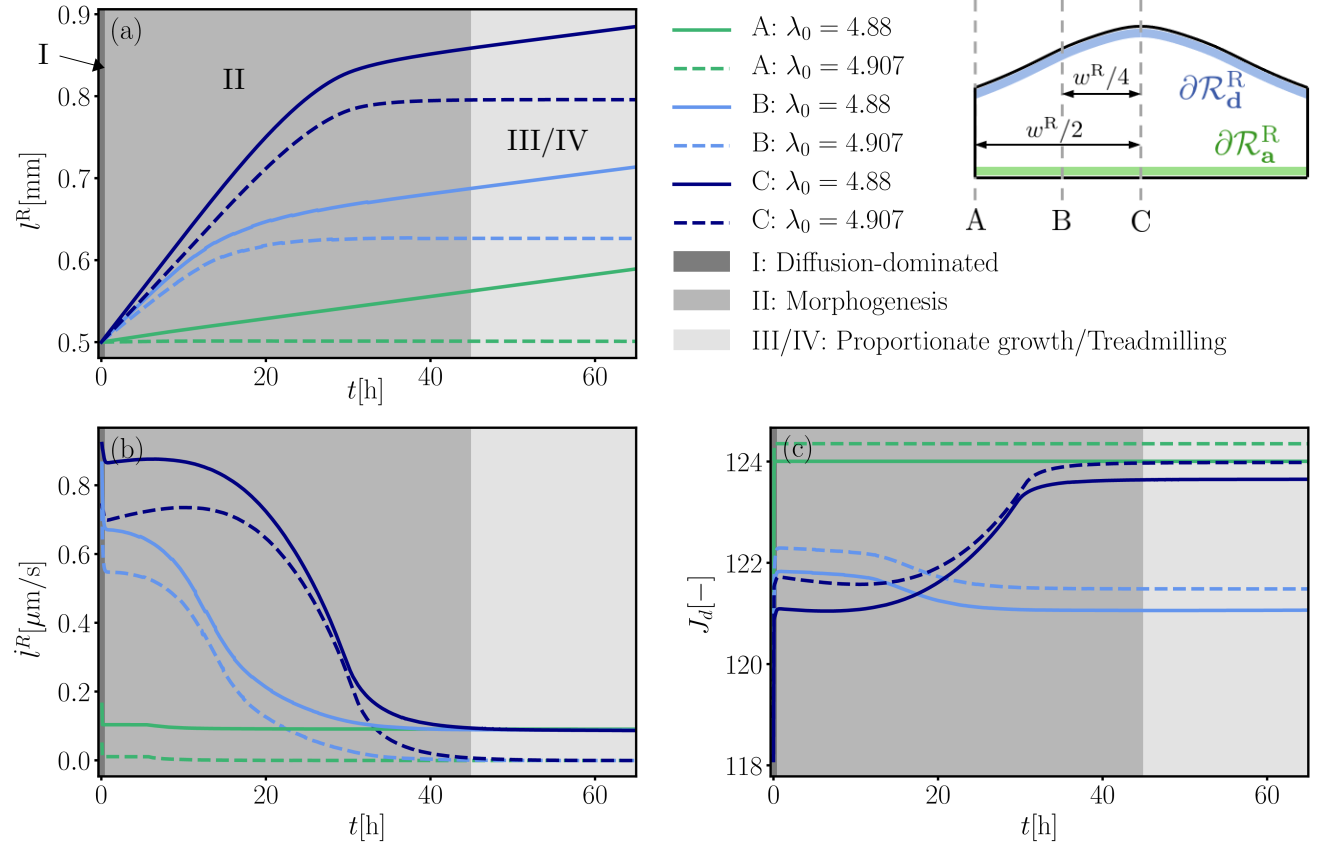 0.9
0.8
0.7
0.6
0.5
0
20
40
60
l^R[mm]
t[h]
(a)
I
II
III/IV
A: λ₀ = 4.88
A: λ₀ = 4.907
B: λ₀ = 4.88
B: λ₀ = 4.907
C: λ₀ = 4.88
C: λ₀ = 4.907
I: Diffusion-dominated
II: Morphogenesis
III/IV: Proportionate growth/Treadmilling
w^R/4
∂ℛ_d^R
w^R/2
∂ℛ_a^R
A
B
C
(b)
0.8
0.6
0.4
0.2
0.0
0
20
40
60
l̇^R[μm/s]
t[h]
(c)
124
122
120
118
0
20
40
60
J_d[−]
t[h]